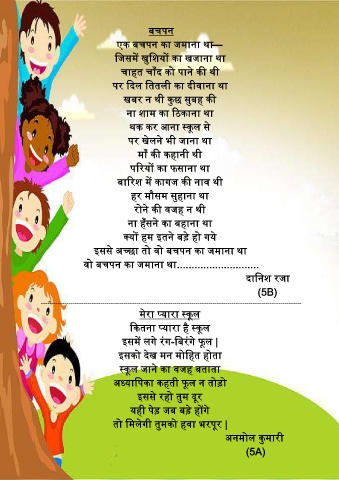 बचपन
एक बचपन का जमाना था—
जिसमें खुशियों का खजाना था
चाहत चाँद को पाने की थी
पर दिल तितली का दीवाना था
खबर न थी कुछ सुबह की
ना शाम का ठिकाना था
थक कर आना स्कूल से
पर खेलने भी जाना था
माँ की कहानी थी
परियों का फसाना था
बारिश में कागज की नाव थी
हर मौसम सुहाना था
रोने की वजह न थी
ना हँसने का बहाना था
क्यों हम इतने बड़े हो गये
इससे अच्छा तो वो बचपन का जमाना था
वो बचपन का जमाना था............................
दानिश रजा
(5B)
मेरा प्यारा स्कूल
कितना प्यारा है स्कूल
इसमें लगे रंग-बिरंगे फूल |
इसको देख मन मोहित होता
स्कूल जाने का वजह बताता
अध्यापिका कहती फूल न तोड़ो
इससे रहो तुम दूर
यही पेड़ जब बड़े होंगे
तो मिलेगी तुमको हवा भरपूर |
अनमोल कुमारी
(5A)